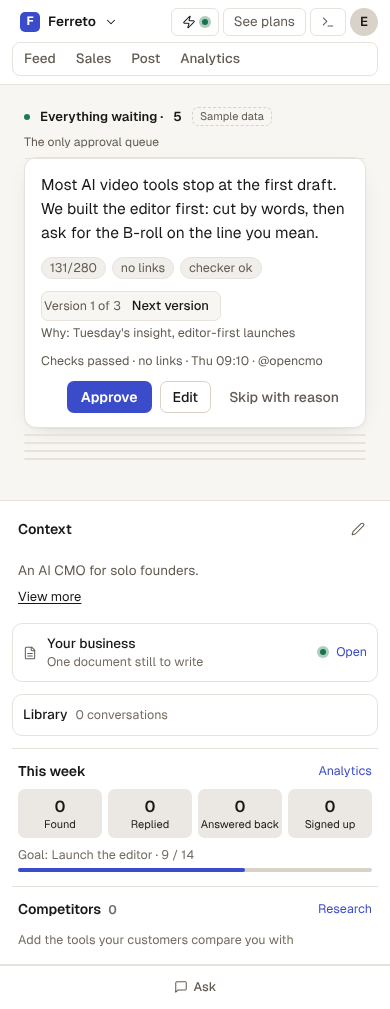 F Ferreto
See plans
E
Feed Sales Post Analytics
Everything waiting · 5 Sample data
The only approval queue
Most AI video tools stop at the first draft.
We built the editor first: cut by words, then
ask for the B-roll on the line you mean.
131/280 no links checker ok
Version 1 of 3 Next version
Why: Tuesday's insight, editor-first launches
Checks passed · no links · Thu 09:10 · @opencmo
Approve Edit Skip with reason
Context
An AI CMO for solo founders.
View more
Your business
One document still to write
Open
Library 0 conversations
This week Analytics
0 0 0 0
Found Replied Answered back Signed up
Goal: Launch the editor · 9 / 14
Competitors 0 Research
Add the tools your customers compare you with
Ask